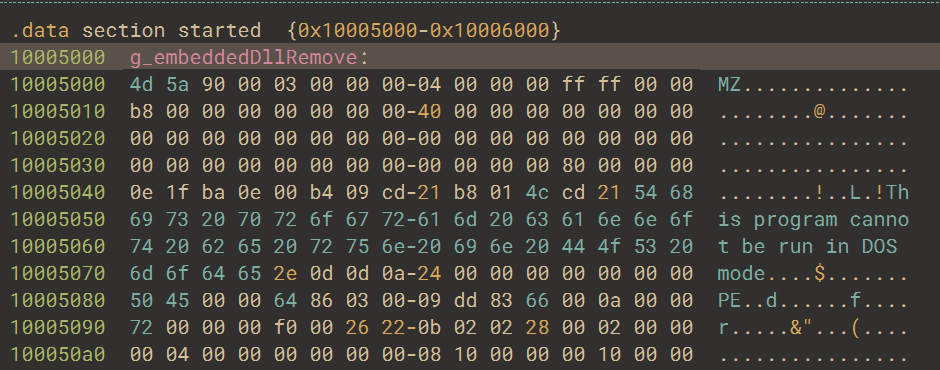 .data section started  {0x10005000-0x10006000}
10005000  g_embeddedDllRemove:
10005000  4d 5a 90 00 03 00 00 00-04 00 00 00 ff ff 00 00  MZ..............
10005010  b8 00 00 00 00 00 00 00-40 00 00 00 00 00 00 00  ........@.......
10005020  00 00 00 00 00 00 00 00-00 00 00 00 00 00 00 00  ................
10005030  00 00 00 00 00 00 00 00-00 00 00 00 80 00 00 00  ................
10005040  0e 1f ba 0e 00 b4 09 cd-21 b8 01 4c cd 21 54 68  ........!..L.!Th
10005050  69 73 20 70 72 6f 67 72-61 6d 20 63 61 6e 6e 6f  is program canno
10005060  74 20 62 65 20 72 75 6e-20 69 6e 20 44 4f 53 20  t be run in DOS
10005070  6d 6f 64 65 2e 0d 0d 0a-24 00 00 00 00 00 00 00  mode....$.......
10005080  50 45 00 00 64 86 03 00-09 dd 83 66 00 0a 00 00  PE..d......f....
10005090  72 00 00 00 f0 00 26 22-0b 02 02 28 00 02 00 00  r.....&"...(....
100050a0  00 04 00 00 00 00 00 00-08 10 00 00 00 10 00 00  ................